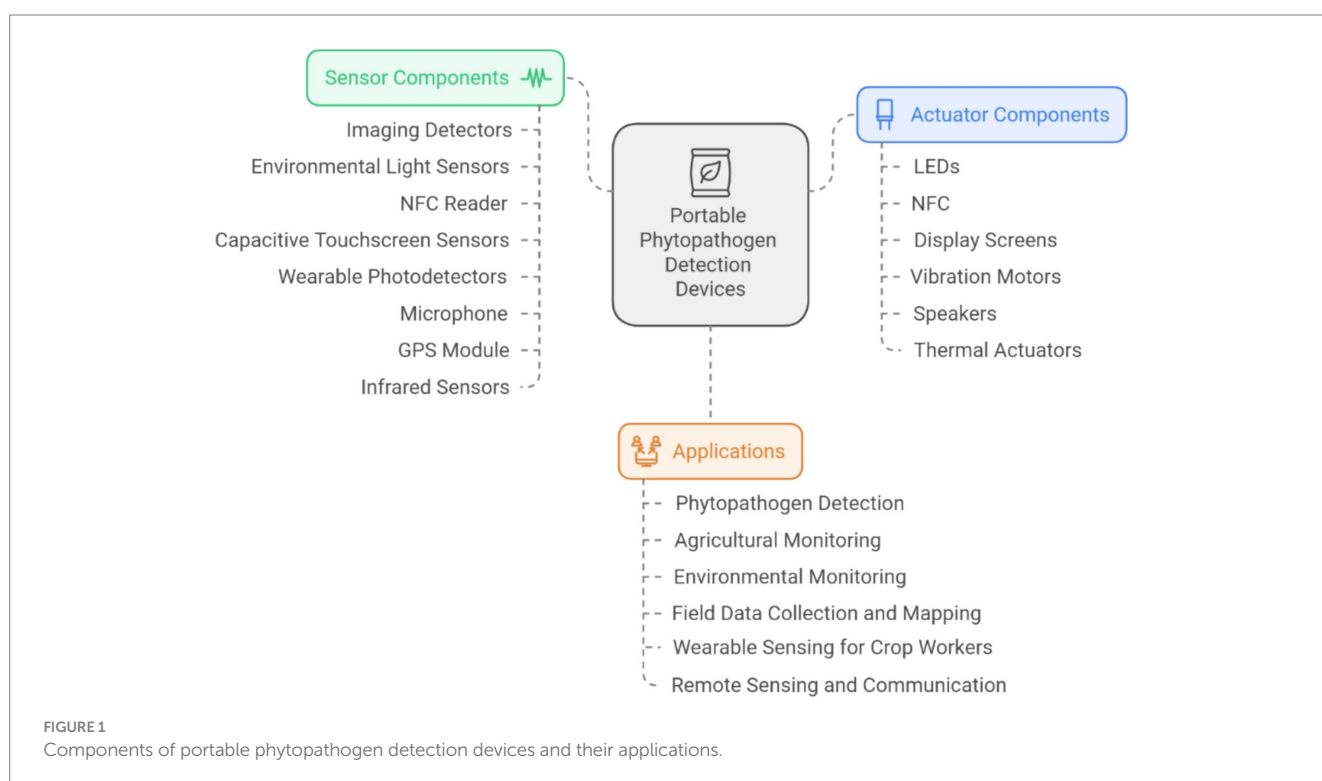 Sensor Components
Imaging Detectors
Environmental Light Sensors
NFC Reader
Capacitive Touchscreen Sensors
Wearable Photodetectors
Microphone
GPS Module
Infrared Sensors
Portable
Phytopathogen
Detection
Devices
Actuator Components
LEDs
NFC
Display Screens
Vibration Motors
Speakers
Thermal Actuators
Applications
Phytopathogen Detection
Agricultural Monitoring
Environmental Monitoring
Field Data Collection and Mapping
Wearable Sensing for Crop Workers
Remote Sensing and Communication
FIGURE 1
Components of portable phytopathogen detection devices and their applications.